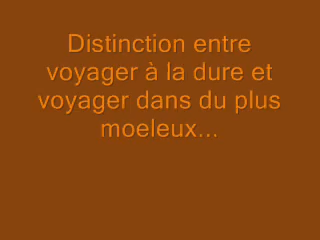 Distinction entre
voyager à la dure et
voyager dans du plus
moeleux...